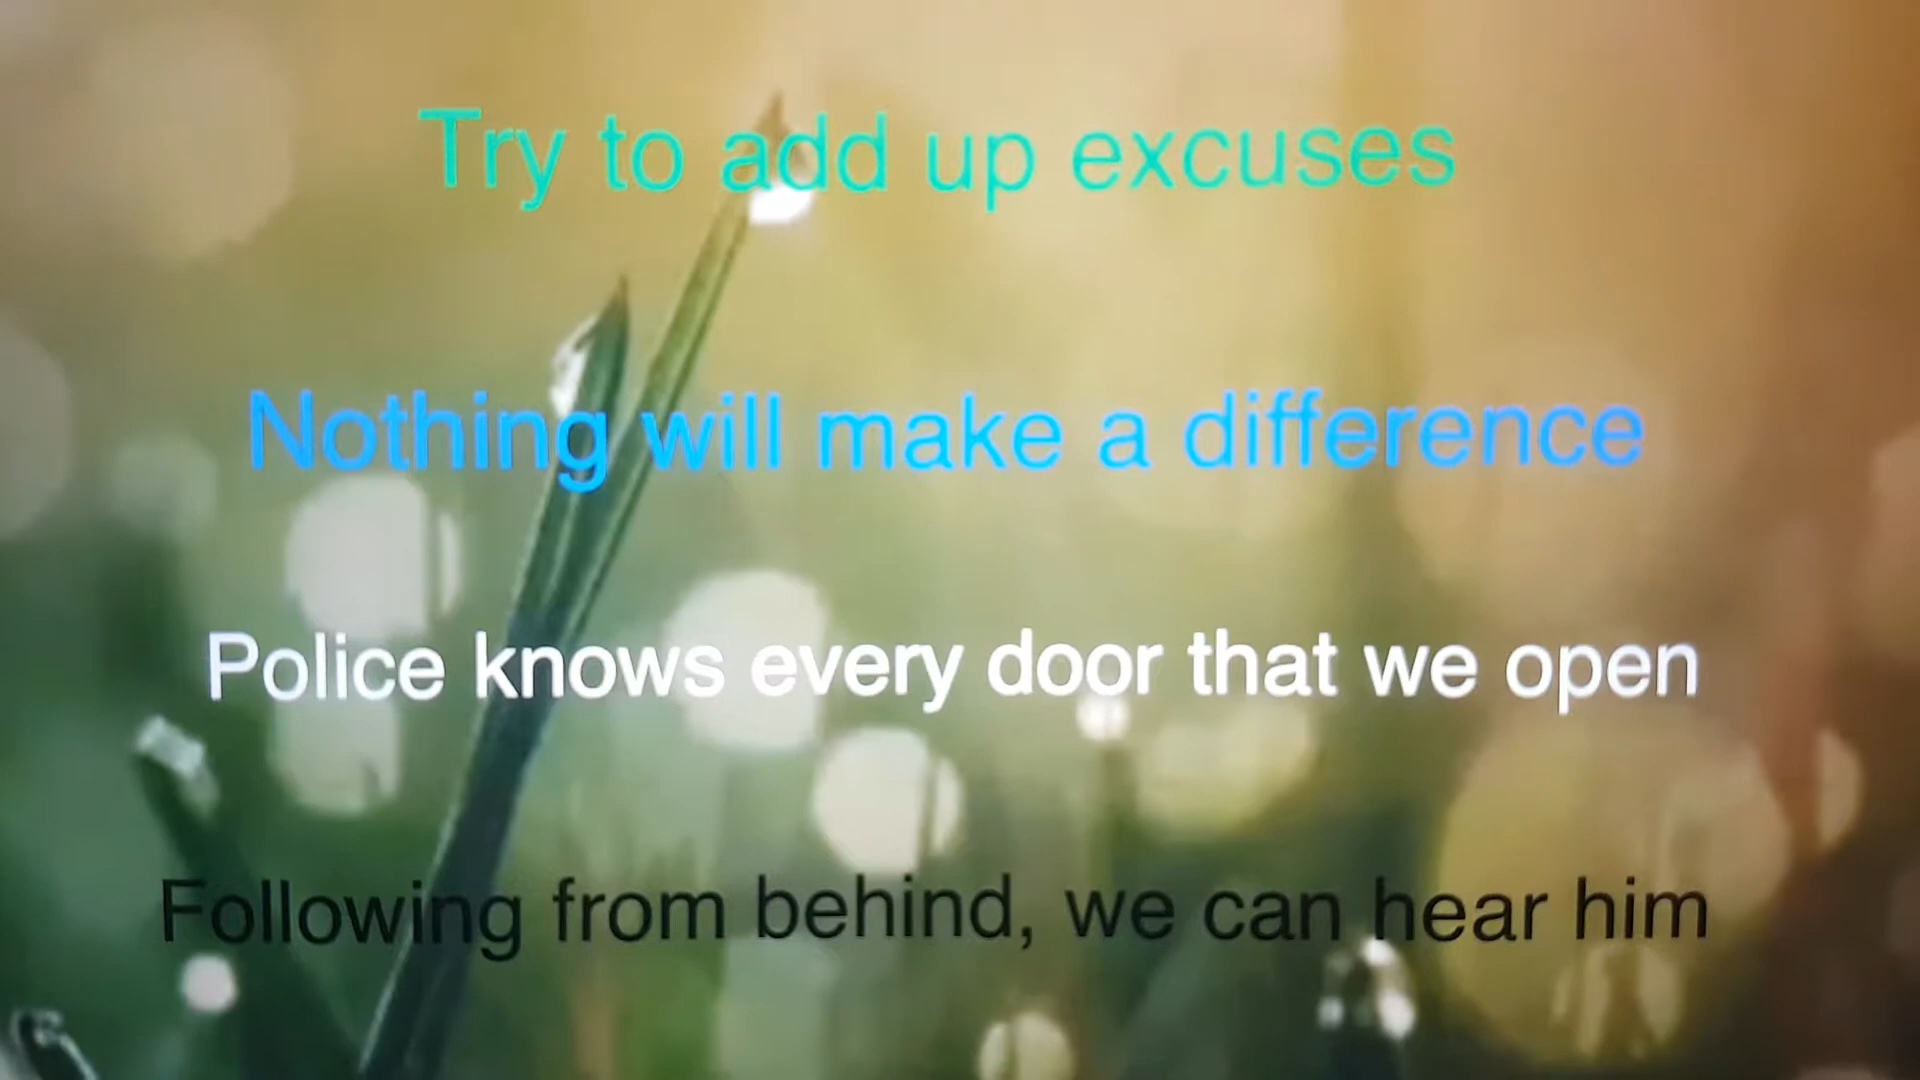 Try to add up excuses
Nothing will make a difference
Police knows every door that we open
Following from behind, we can hear him